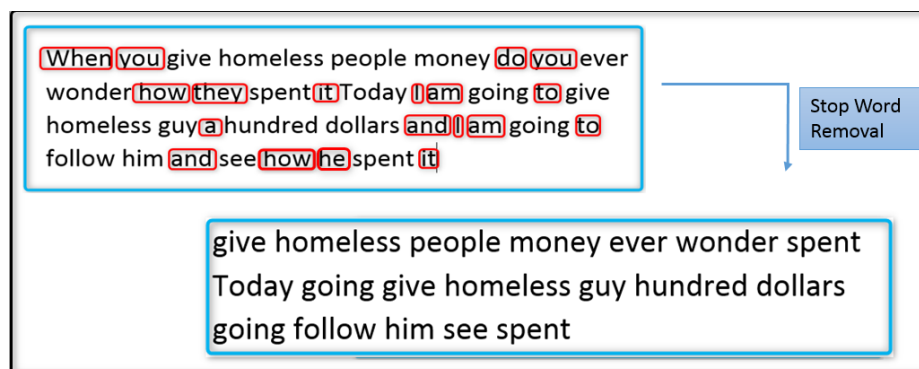 When you give homeless people money do you ever
wonder how they spent it Today I am going to give
homeless guy a hundred dollars and I am going to
follow him and see how he spent it
Stop Word
Removal
give homeless people money ever wonder spent
Today going give homeless guy hundred dollars
going follow him see spent